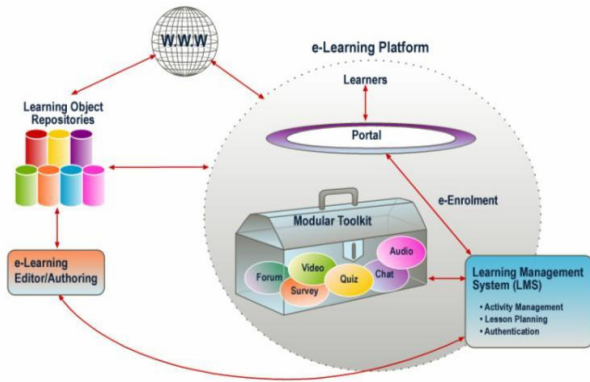 W.W.W
e-Learning Platform
Learners
Learning Object
Repositories
Portal
e-Enrolment
Modular Toolkit
Audio
Video
Forum
Chat
Quiz
Survey
e-Learning
Editor/Authoring
Learning Management
System (LMS)
• Activity Management
• Lesson Planning
• Authentication